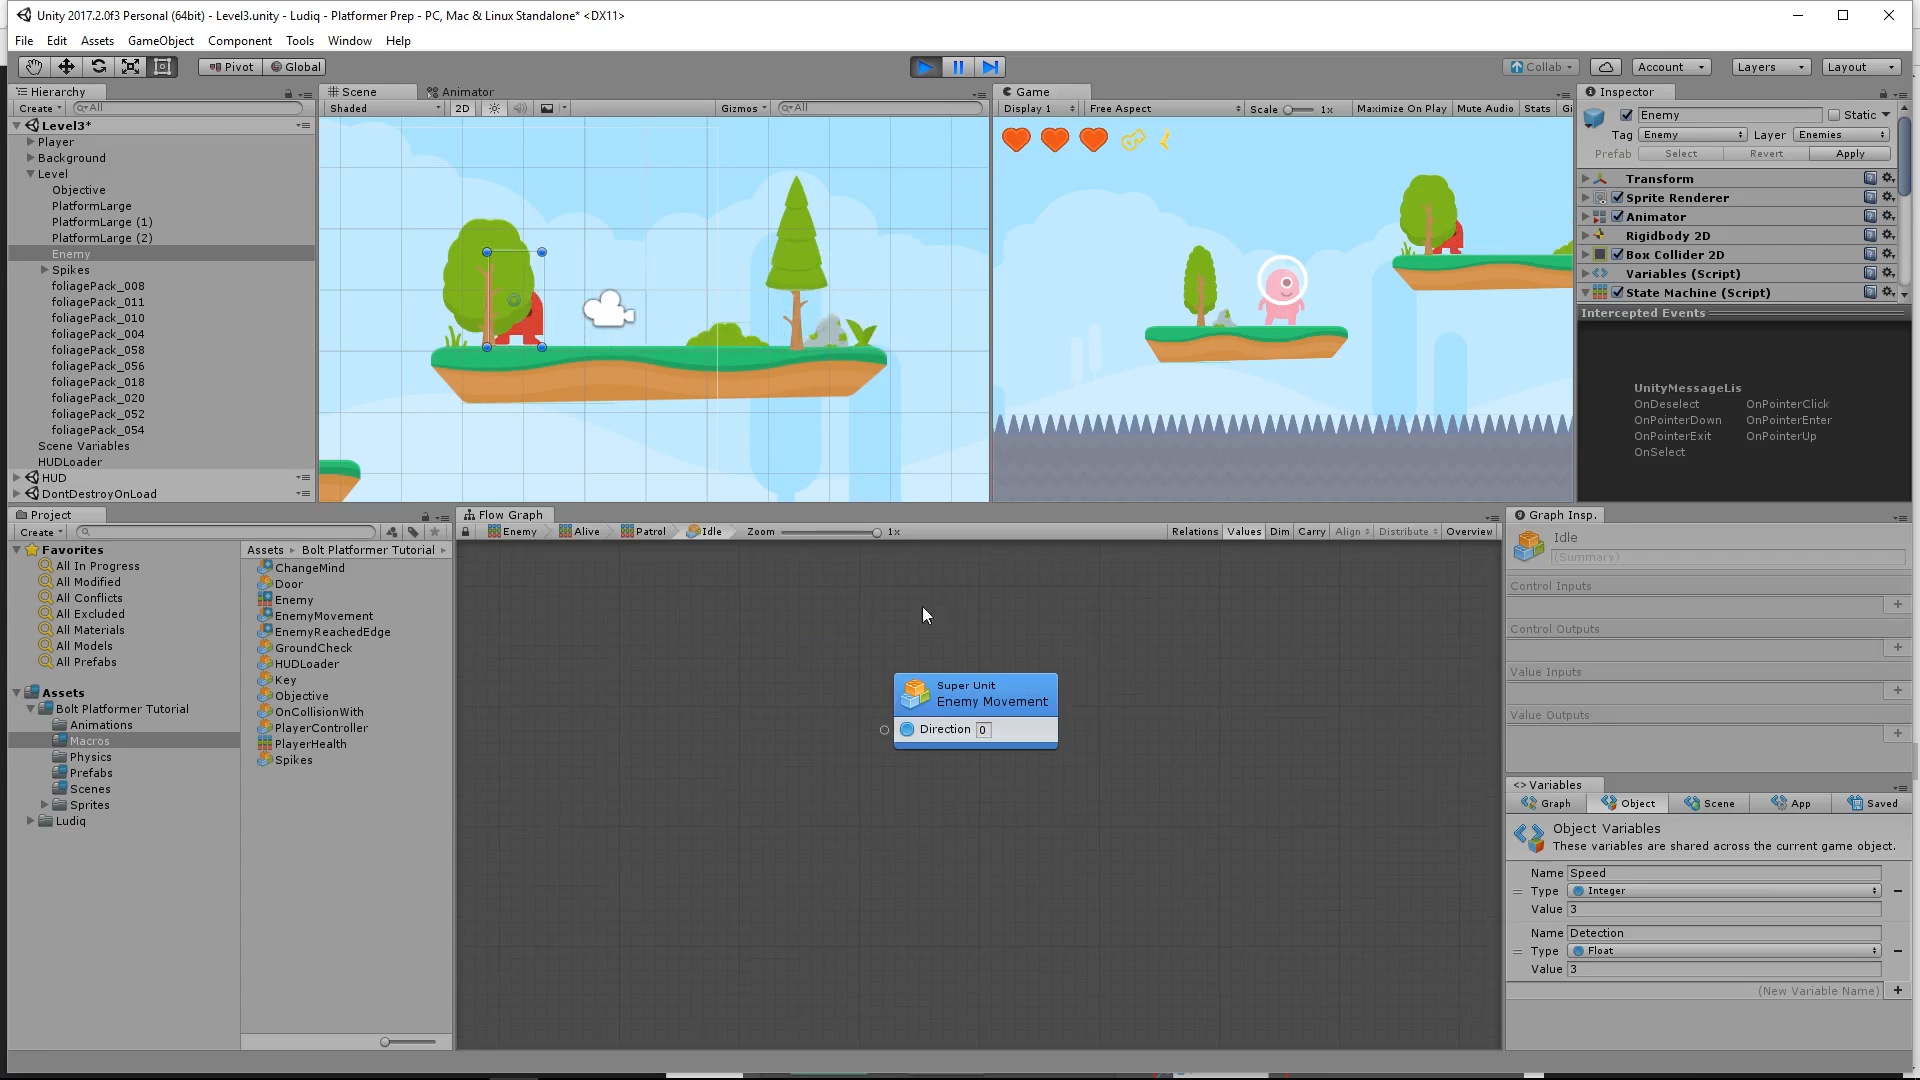 Unity 2017.2.0f3 Personal (64bit) - Level3.unity - Ludiq - Platformer Prep - PC, Mac & Linux Standalone* <DX11>
File Edit Assets GameObject Component Tools Window Help
Pivot Global Collab Account Layers Layout
Hierarchy
Create All
Level3*
Player
Background
Level
Objective
PlatformLarge
PlatformLarge (1)
PlatformLarge (2)
Enemy
Spikes
foliagePack_008
foliagePack_011
foliagePack_010
foliagePack_004
foliagePack_058
foliagePack_056
foliagePack_018
foliagePack_020
foliagePack_052
foliagePack_054
Scene Variables
HUDLoader
HUD
DontDestroyOnLoad
Scene Animator
Shaded 2D Gizmos All
Game
Display 1 Free Aspect Scale 1x Maximize On Play Mute Audio Stats Gi
Inspector
Enemy Static
Tag Enemy Layer Enemies
Prefab Select Revert Apply
Transform
Sprite Renderer
Animator
Rigidbody 2D
Box Collider 2D
Variables (Script)
State Machine (Script)
Intercepted Events
UnityMessageLis
OnDeselect OnPointerClick
OnPointerDown OnPointerEnter
OnPointerExit OnPointerUp
OnSelect
Project
Create
Favorites
All In Progress
All Modified
All Conflicts
All Excluded
All Materials
All Models
All Prefabs
Assets
Bolt Platformer Tutorial
Animations
Macros
Physics
Prefabs
Scenes
Sprites
Ludiq
Assets Bolt Platformer Tutorial
ChangeMind
Door
Enemy
EnemyMovement
EnemyReachedEdge
GroundCheck
HUDLoader
Key
Objective
OnCollisionWith
PlayerController
PlayerHealth
Spikes
Flow Graph
Enemy Alive Patrol Idle Zoom 1x Relations Values Dim Carry Align Distribute Overview
Super Unit
Enemy Movement
Direction 0
Graph Insp.
Idle
(Summary)
Control Inputs
Control Outputs
Value Inputs
Value Outputs
<> Variables
Graph Object Scene App Saved
Object Variables
These variables are shared across the current game object.
Name Speed
Type Integer
Value 3
Name Detection
Type Float
Value 3
(New Variable Name)